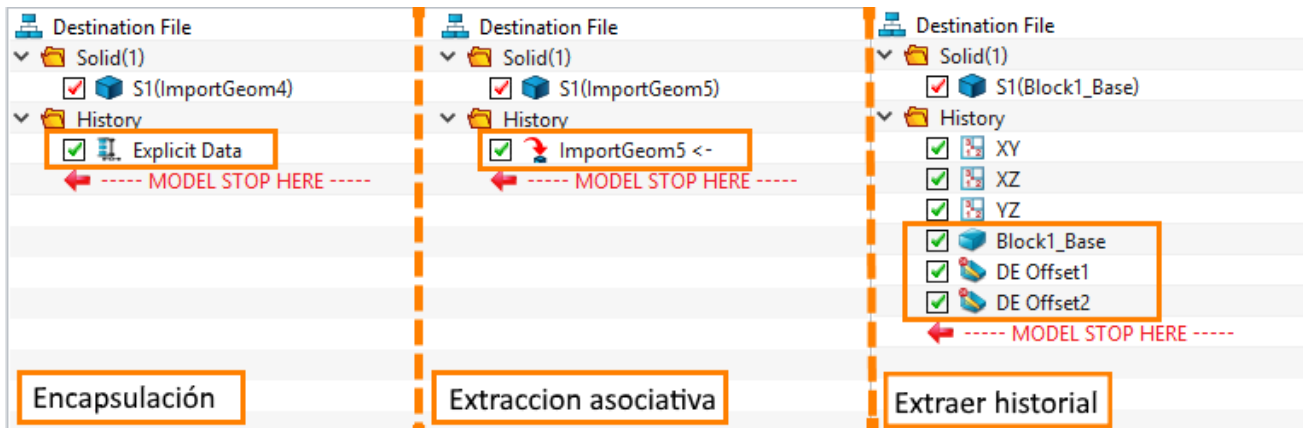 Destination File
Solid(1)
S1(ImportGeom4)
History
Explicit Data
----- MODEL STOP HERE -----
Encapsulación
Destination File
Solid(1)
S1(ImportGeom5)
History
ImportGeom5 <-
----- MODEL STOP HERE -----
Extraccion asociativa
Destination File
Solid(1)
S1(Block1_Base)
History
XY
XZ
YZ
Block1_Base
DE Offset1
DE Offset2
----- MODEL STOP HERE -----
Extraer historial